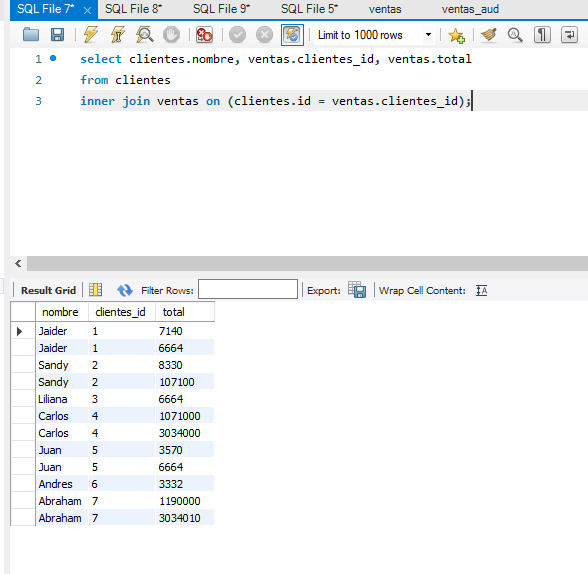 SQL File 7* × SQL File 8* SQL File 9* SQL File 5* ventas ventas_aud
Limit to 1000 rows
1 select clientes.nombre, ventas.clientes_id, ventas.total
2 from clientes
3 inner join ventas on (clientes.id = ventas.clientes_id);
Result Grid Filter Rows: Export: Wrap Cell Content: IA
nombre clientes_id total
Jaider 1 7140
Jaider 1 6664
Sandy 2 8330
Sandy 2 107100
Liliana 3 6664
Carlos 4 1071000
Carlos 4 3034000
Juan 5 3570
Juan 5 6664
Andres 6 3332
Abraham 7 1190000
Abraham 7 3034010